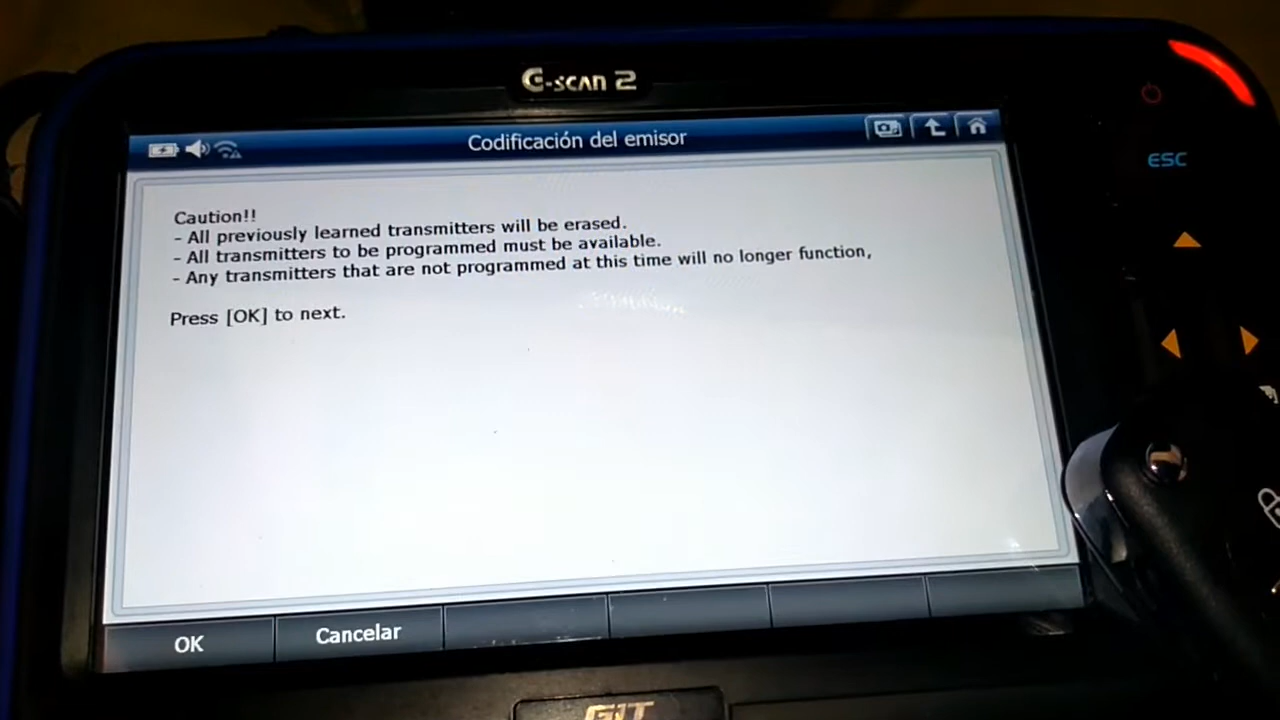 G-SCAN 2
Codificación del emisor
ESC
Caution!!
- All previously learned transmitters will be erased.
- All transmitters to be programmed must be available.
- Any transmitters that are not programmed at this time will no longer function,
Press [OK] to next.
OK
Cancelar
GIT